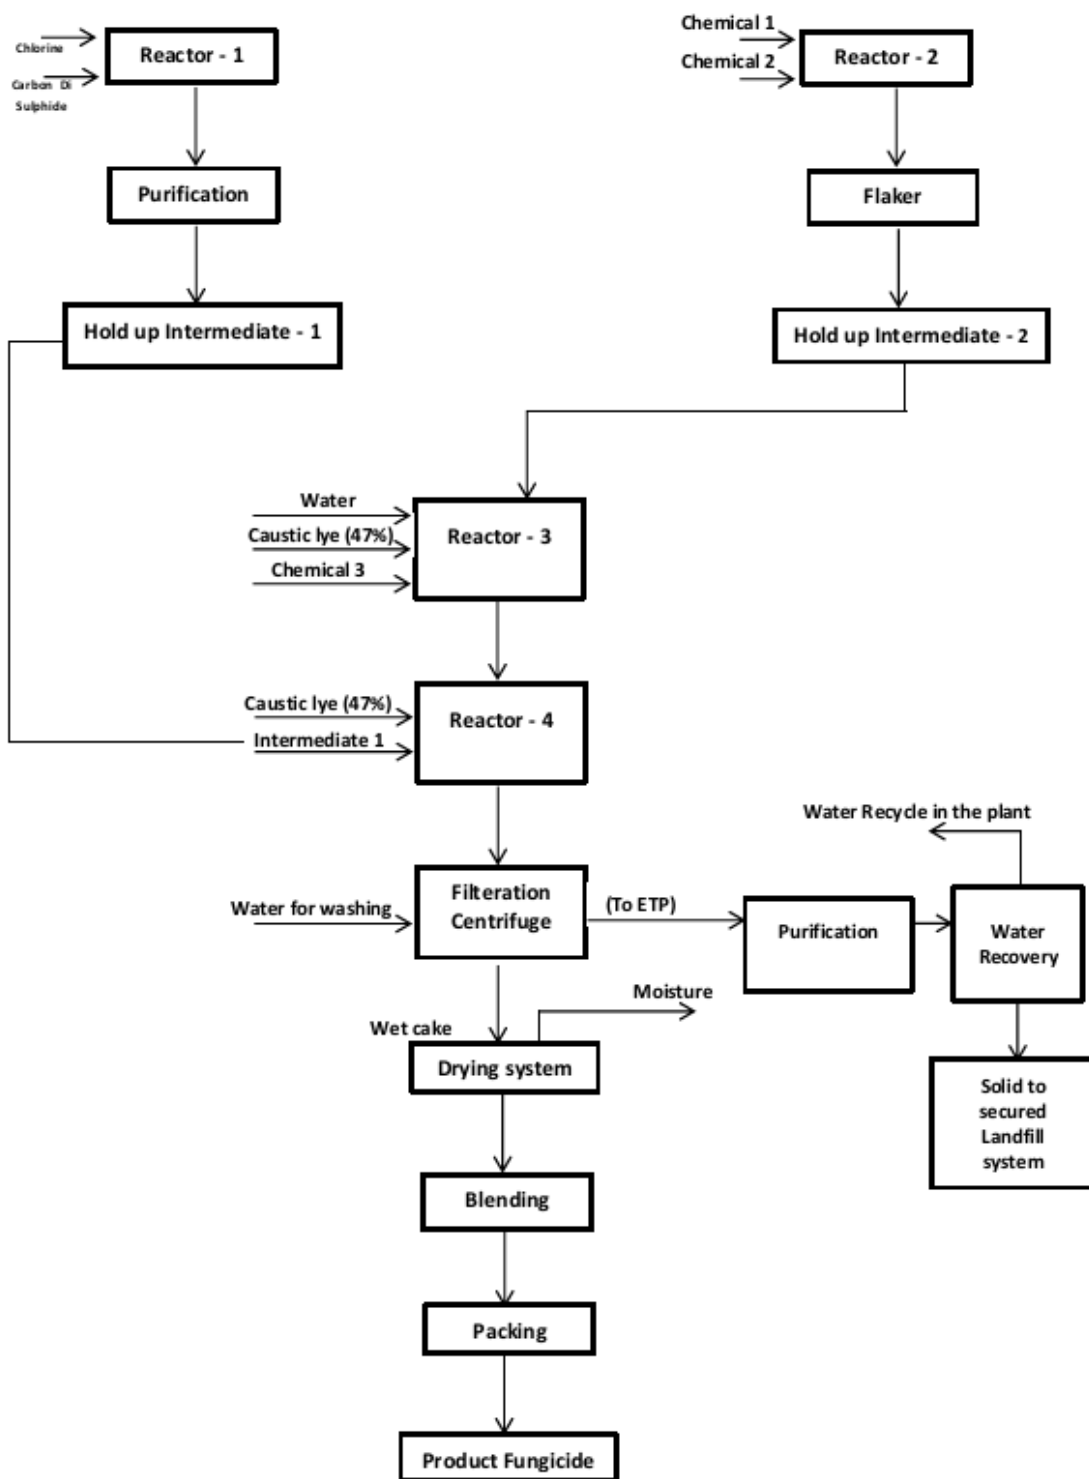 Chlorine
Carbon Di
Sulphide
Reactor - 1
Chemical 1
Chemical 2
Reactor - 2
Purification
Flaker
Hold up Intermediate - 1
Hold up Intermediate - 2
Water
Caustic lye (47%)
Chemical 3
Reactor - 3
Caustic lye (47%)
Intermediate 1
Reactor - 4
Water Recycle in the plant
Water for washing
Filteration
Centrifuge
(To ETP)
Purification
Water
Recovery
Moisture
Wet cake
Drying system
Solid to
secured
Landfill
system
Blending
Packing
Product Fungicide